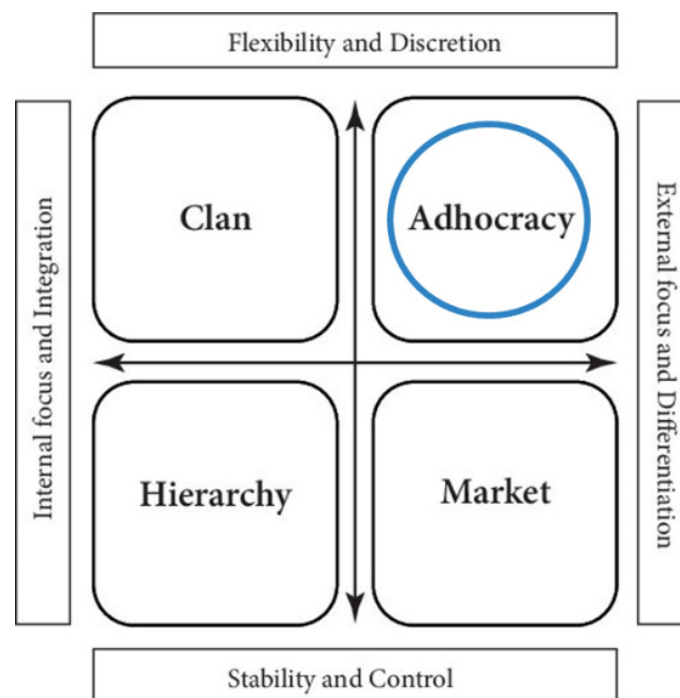 Flexibility and Discretion
Internal focus and Integration
Clan
Adhocracy
External focus and Differentiation
Hierarchy
Market
Stability and Control